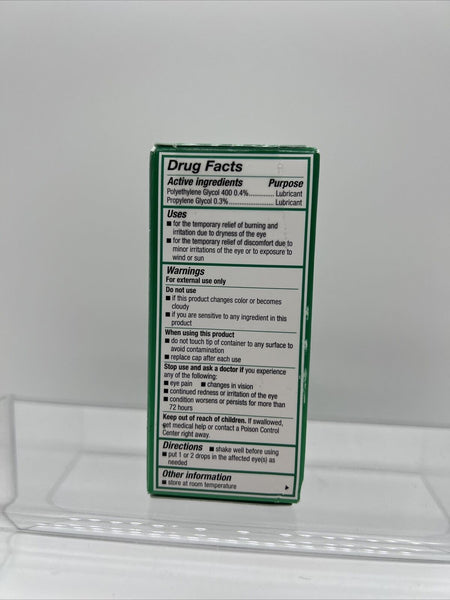 Drug Facts
Active ingredients Purpose
Polyethylene Glycol 400 0.4%.............. Lubricant
Propylene Glycol 0.3%......................... Lubricant
Uses
■ for the temporary relief of burning and
irritation due to dryness of the eye
■ for the temporary relief of discomfort due to
minor irritations of the eye or to exposure to
wind or sun
Warnings
For external use only
Do not use
■ if this product changes color or becomes
cloudy
■ if you are sensitive to any ingredient in this
product
When using this product
■ do not touch tip of container to any surface to
avoid contamination
■ replace cap after each use
Stop use and ask a doctor if you experience
any of the following:
■ eye pain ■ changes in vision
■ continued redness or irritation of the eye
■ condition worsens or persists for more than
72 hours
Keep out of reach of children. If swallowed,
get medical help or contact a Poison Control
Center right away.
Directions ■ shake well before using
■ put 1 or 2 drops in the affected eye(s) as
needed
Other information
■ store at room temperature